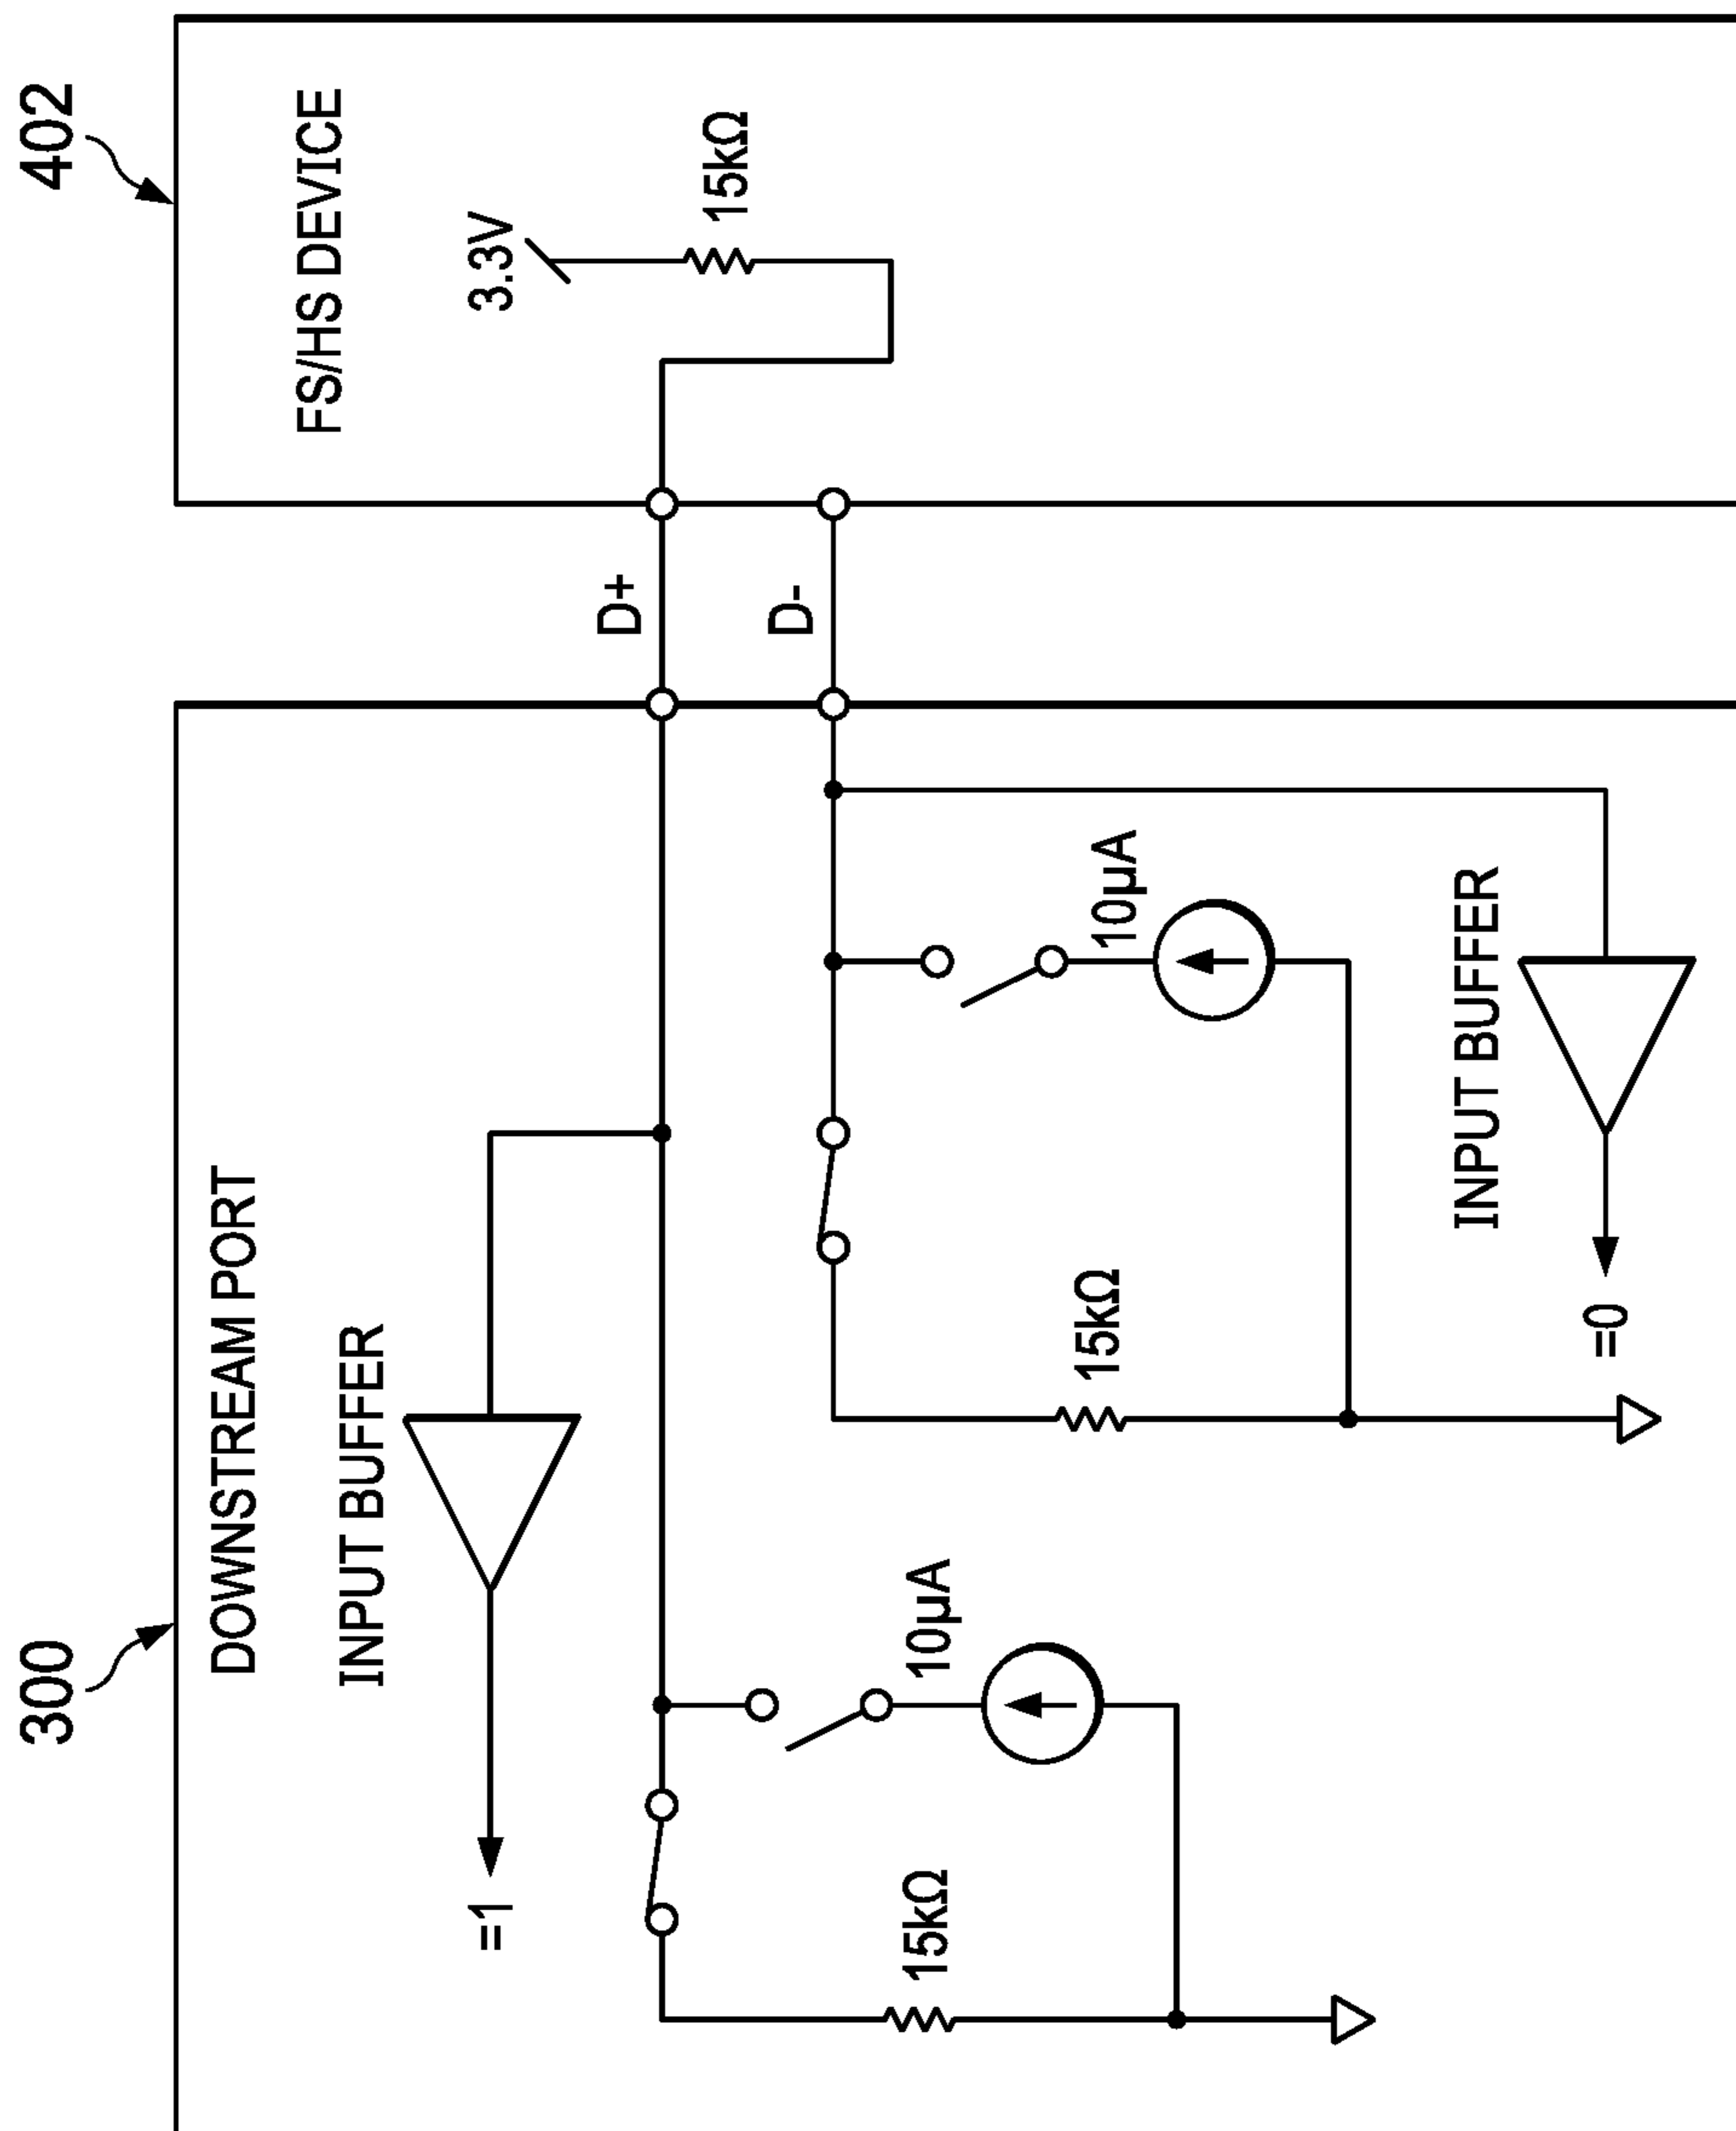 300
402
DOWNSTREAM PORT
FS/HS DEVICE
INPUT BUFFER
=1
D+
3.3V
15kΩ
D-
15kΩ
10µA
15kΩ
10µA
INPUT BUFFER
=0